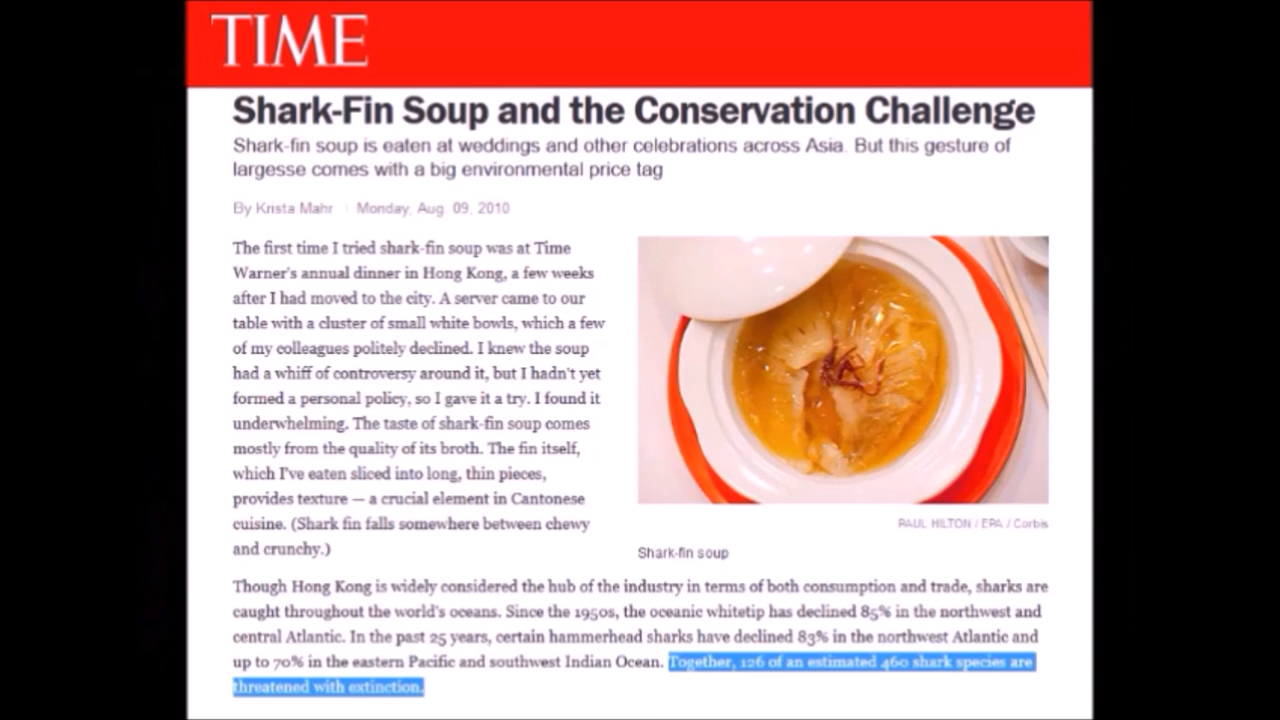 TIME
Shark-Fin Soup and the Conservation Challenge
Shark-fin soup is eaten at weddings and other celebrations across Asia. But this gesture of
largesse comes with a big environmental price tag
By Krista Mahr | Monday, Aug. 09, 2010
The first time I tried shark-fin soup was at Time
Warner's annual dinner in Hong Kong, a few weeks
after I had moved to the city. A server came to our
table with a cluster of small white bowls, which a few
of my colleagues politely declined. I knew the soup
had a whiff of controversy around it, but I hadn't yet
formed a personal policy, so I gave it a try. I found it
underwhelming. The taste of shark-fin soup comes
mostly from the quality of its broth. The fin itself,
which I've eaten sliced into long, thin pieces,
provides texture — a crucial element in Cantonese
cuisine. (Shark fin falls somewhere between chewy
and crunchy.)
PAUL HILTON / EPA / Corbis
Shark-fin soup
Though Hong Kong is widely considered the hub of the industry in terms of both consumption and trade, sharks are
caught throughout the world's oceans. Since the 1950s, the oceanic whitetip has declined 85% in the northwest and
central Atlantic. In the past 25 years, certain hammerhead sharks have declined 83% in the northwest Atlantic and
up to 70% in the eastern Pacific and southwest Indian Ocean. Together, 126 of an estimated 460 shark species are
threatened with extinction.